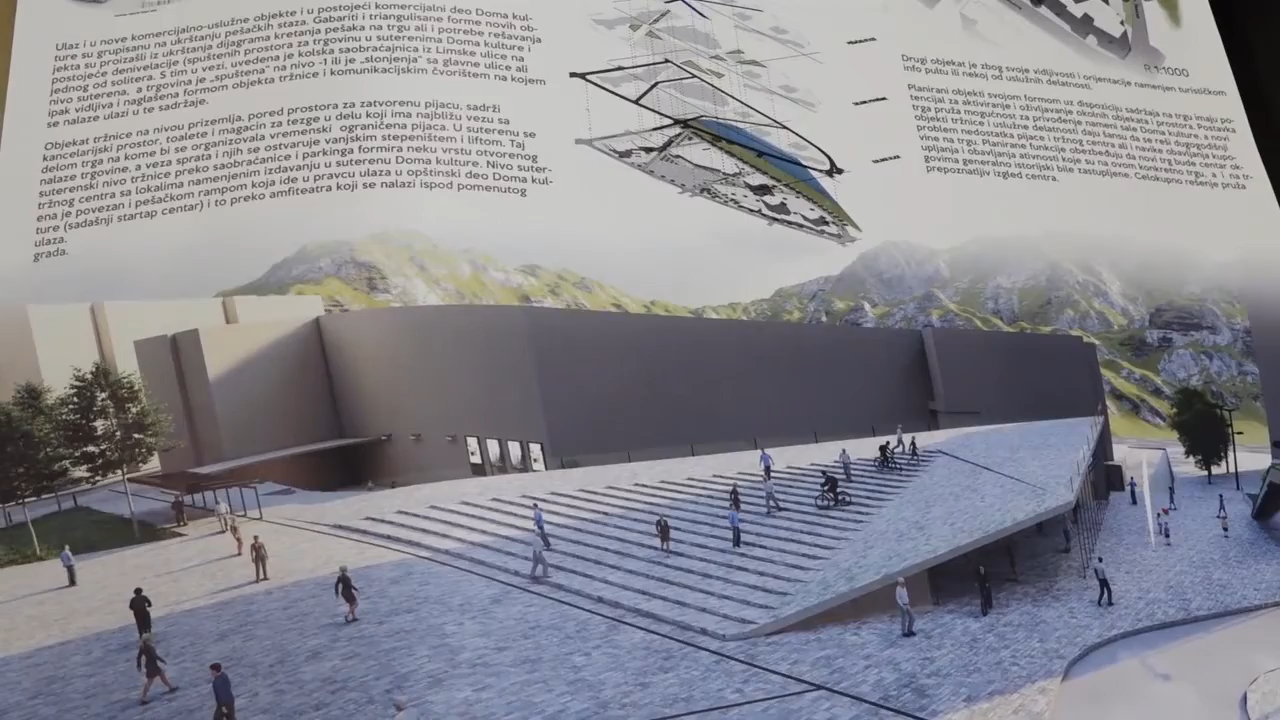 Ulaz i u nove komercijalno-uslužne objekte i u postojeći komercijalni deo Doma kul-
ture su grupisanu na ukrštanju pešačkih staza. Gabariti i triangulisane forme novih ob-
jekta su proizašli iz ukrštanja dijagrama kretanja pešaka na trgu ali i potrebe rešavanja
postojeće denivelacije (spuštenih prostora za trgovinu u suterenima Doma kulture i
jednog od solitera. S tim u vezi, uvedena je kolska saobraćajnica iz Limske ulice na
nivo suterena, a trgovina je „spuštena" na nivo -1 ili je „slonjenja" sa glavne ulice ali
ipak vidljiva i naglašena formom objekta tržnice i komunikacijskim čvorištem na kojem
se nalaze ulazi u te sadržaje.
Objekat tržnice na nivou prizemlja, pored prostora za zatvorenu pijacu, sadrži
kancelarijski prostor, toalete i magacin za tezge u delu koji ima najbližu vezu sa
delom trga na kome bi se organizovala vremenski ograničena pijaca. U suterenu se
nalaze trgovine, a veza sprata i njih se ostvaruje vanjskim stepeništem i liftom. Taj
suterenski nivo tržnice preko saobraćanice i parkinga formira neku vrstu otvorenog
tržnog centra sa lokalima namenjenim izdavanju u suterenu Doma kulture. Nivo suter-
ena je povezan i pešačkom rampom koja ide u pravcu ulaza u opštinski deo Doma kul-
ture (sadašnji startap centar) i to preko amfiteatra koji se nalazi ispod pomenutog
ulaza.
grada.
R 1:1000
Drugi objekat je zbog svoje vidljivosti i orijentacije namenjen turističkom
info pultu ili nekoj od uslužnih delatnosti.
Planirani objekti svojom formom uz dispoziciju sadržaja na trgu imaju po-
tencijal za aktiviranje i oživljavanje okolnih objekata i prostora. Postavka
trga pruža mogućnost za privođenje nameni sale Doma kulture, a novi
objekti tržnice i uslužne delatnosti daju šansu da se reši dugogodišnji
problem nedostatka pijace i tržnog centra ali i navike obavljanja kupo-
vine na trgu. Planirane funkcije obezbeđuju da novi trg bude centar ok-
upljanja i obavljanja ativnosti koje su na ovom konkretno trgu, a i na tr-
govima generalno istorijski bile zastupljene. Celokupno rešenje pruža
prepoznatljiv izgled centra.